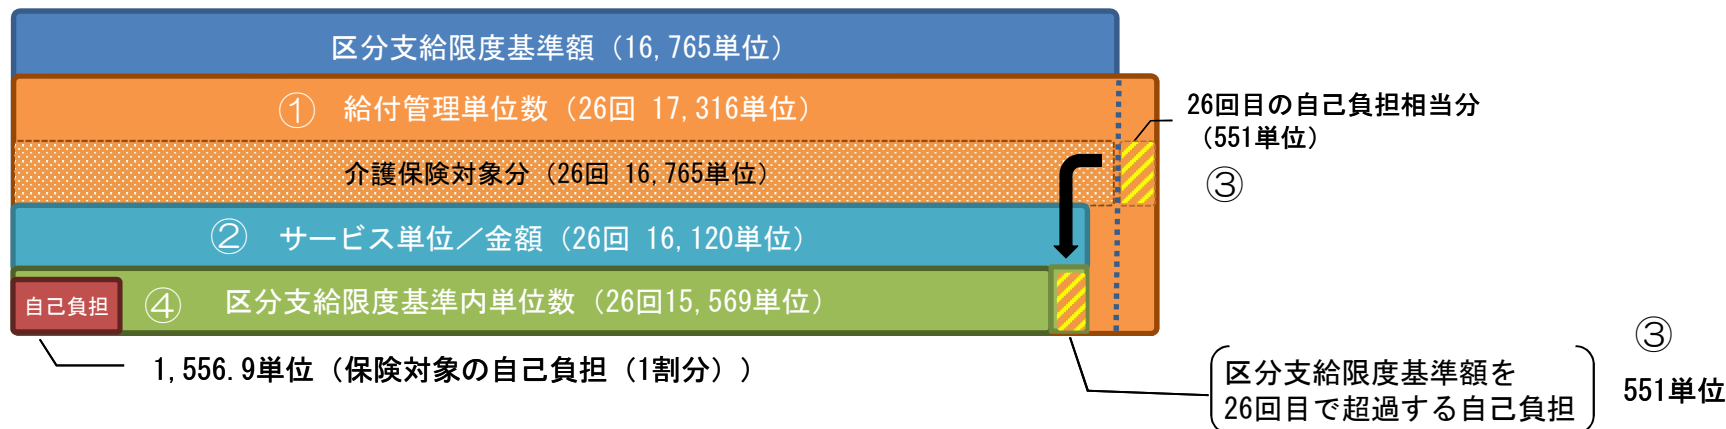 区分支給限度基準額（16,765単位）
① 給付管理単位数（26回 17,316単位）
26回目の自己負担相当分
（551単位）
③
介護保険対象分（26回 16,765単位）
② サービス単位／金額（26回 16,120単位）
自己負担
④ 区分支給限度基準内単位数（26回15,569単位）
1,556.9単位（保険対象の自己負担（1割分））
区分支給限度基準額を
26回目で超過する自己負担
③
551単位